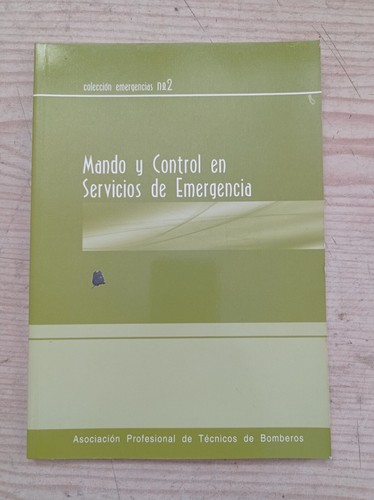 colección emergencias nº2
Mando y Control en
Servicios de Emergencia
Asociación Profesional de Técnicos de Bomberos